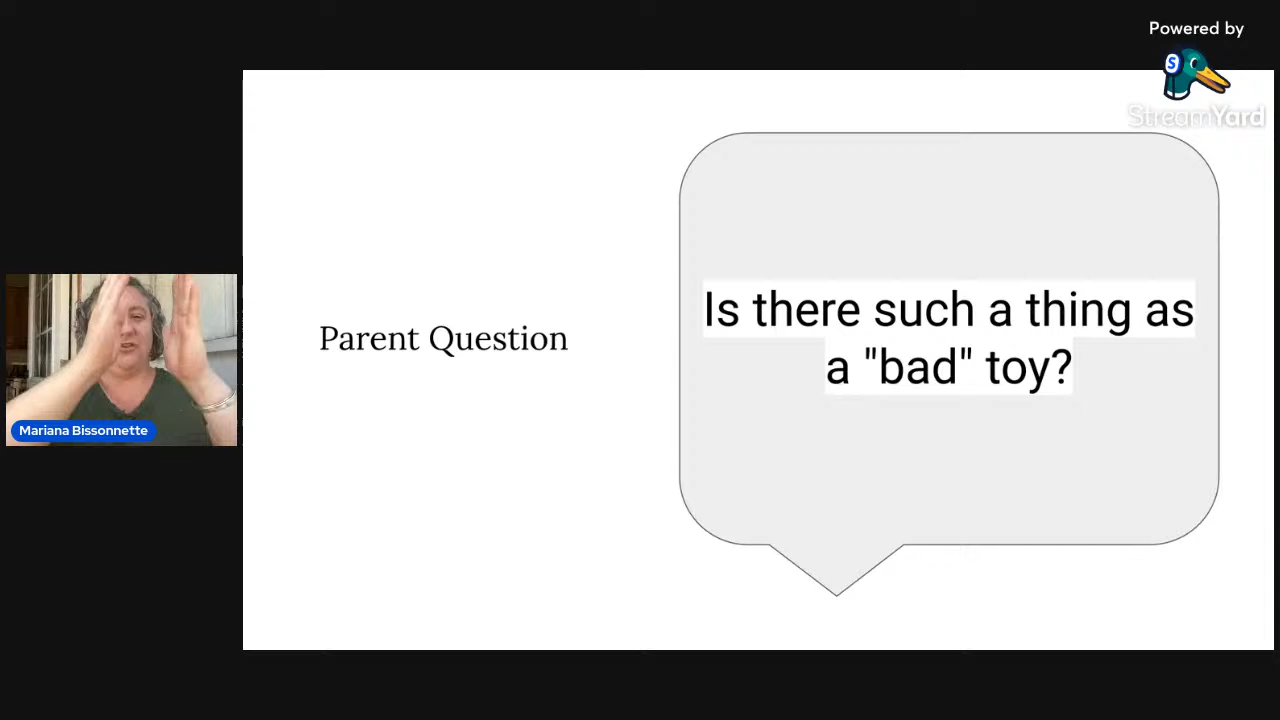 Powered by
S
StreamYard
Parent Question
Is there such a thing as
a "bad" toy?
Mariana Bissonnette